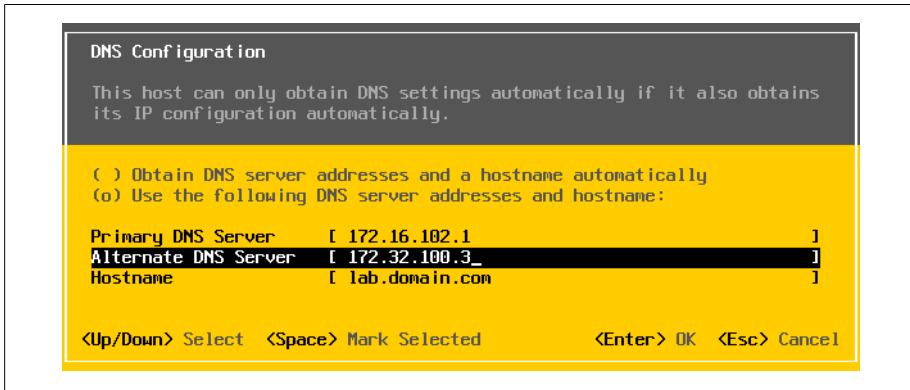 DNS Configuration
This host can only obtain DNS settings automatically if it also obtains
its IP configuration automatically.
( ) Obtain DNS server addresses and a hostname automatically
(o) Use the following DNS server addresses and hostname:
Primary DNS Server [ 172.16.102.1 ]
Alternate DNS Server [ 172.32.100.3_ ]
Hostname [ lab.domain.com ]
<Up/Down> Select <Space> Mark Selected <Enter> OK <Esc> Cancel